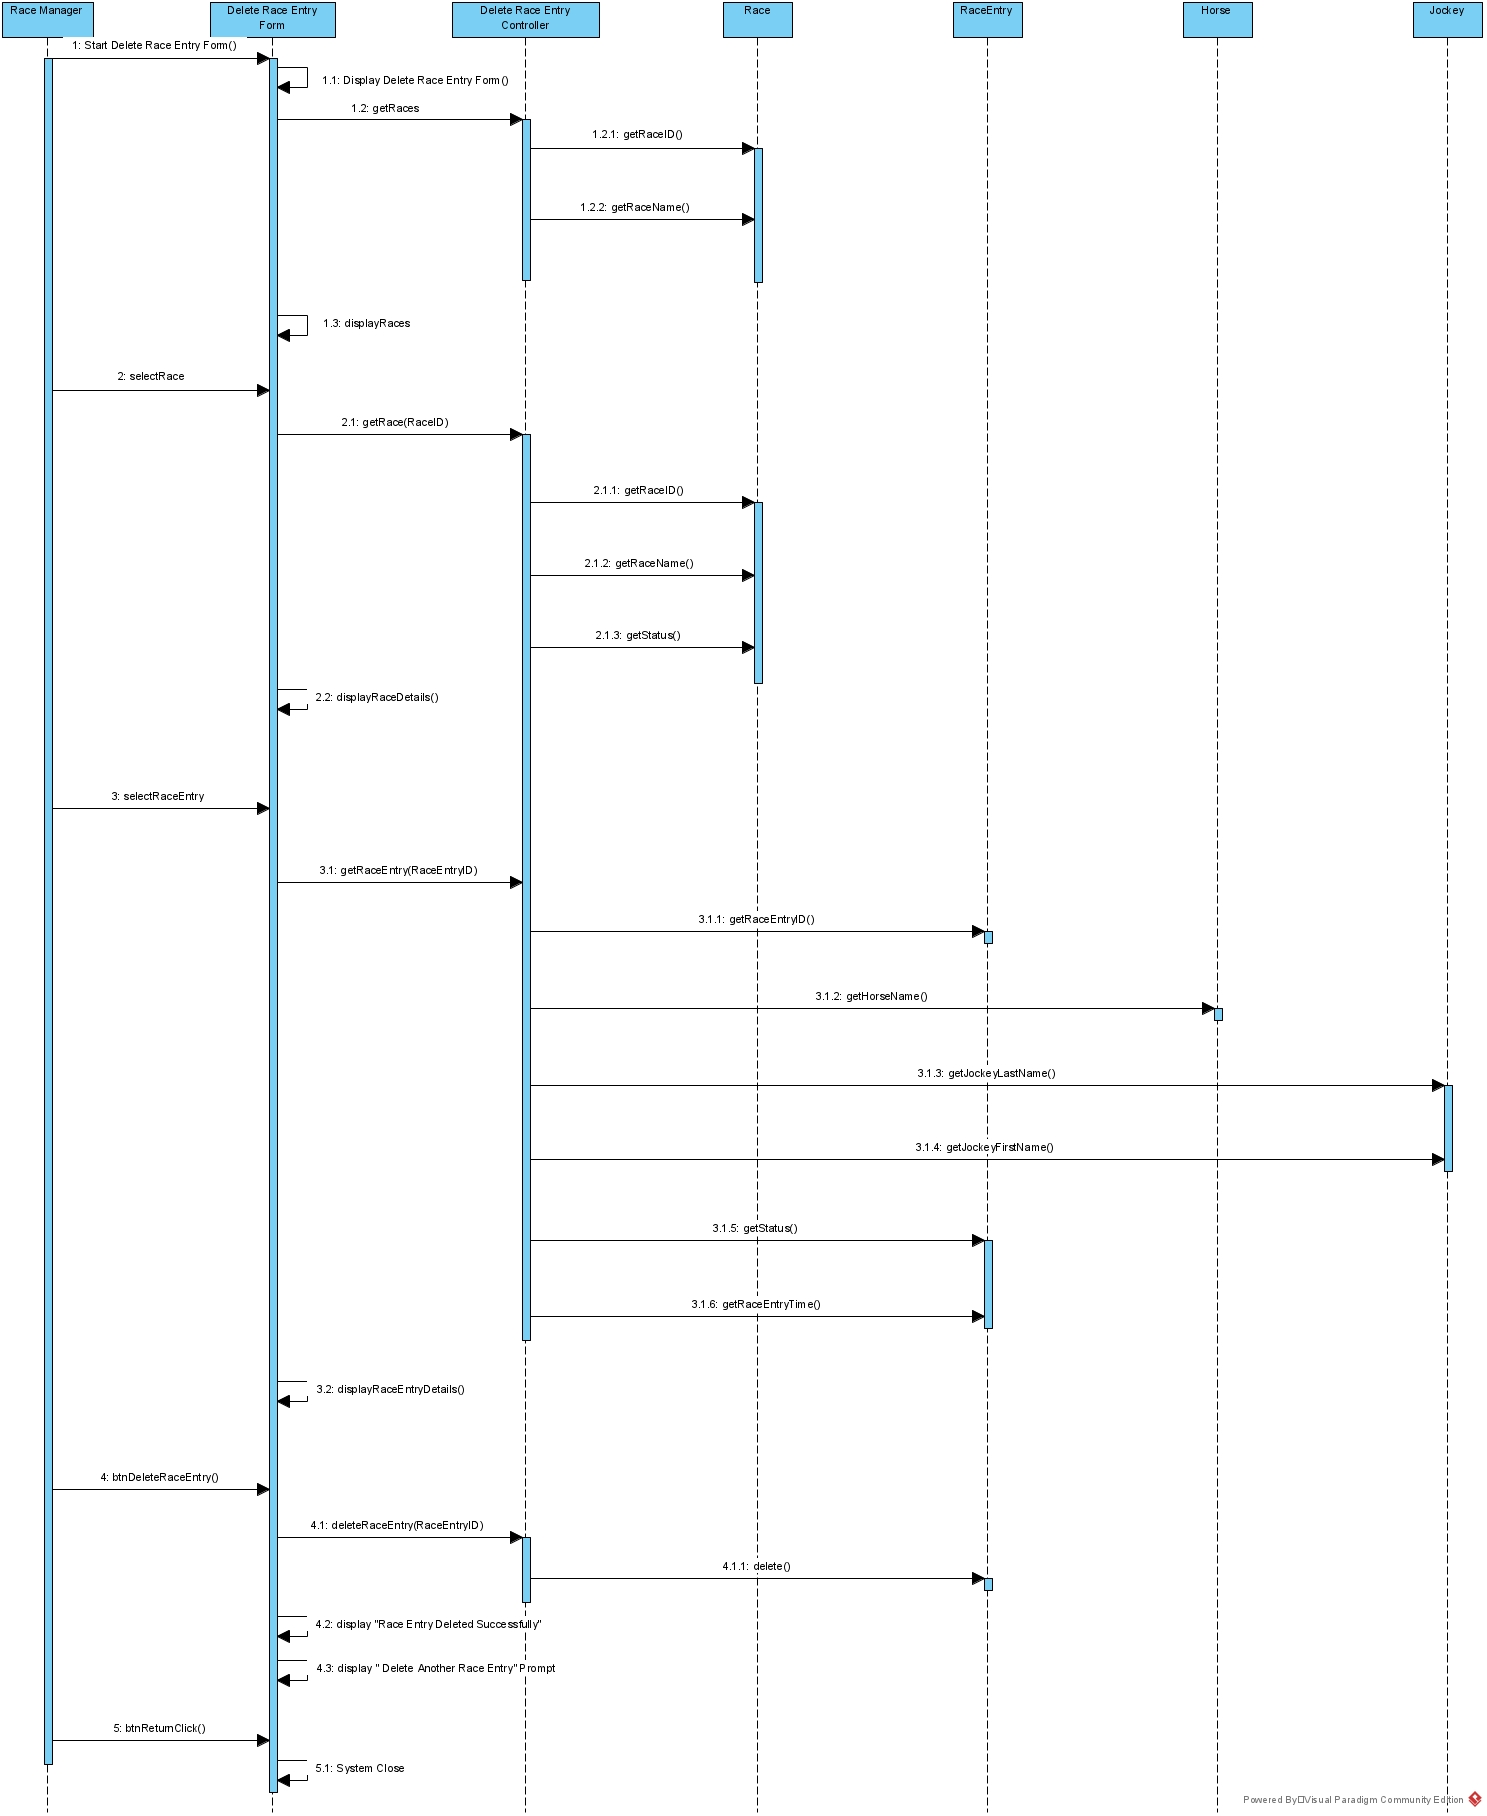 Race Manager
Delete Race Entry
Form
Delete Race Entry
Controller
Race
RaceEntry
Horse
Jockey
1: Start Delete Race Entry Form()
1.1: Display Delete Race Entry Form()
1.2: getRaces
1.2.1: getRaceID()
1.2.2: getRaceName()
1.3: displayRaces
2: selectRace
2.1: getRace(RaceID)
2.1.1: getRaceID()
2.1.2: getRaceName()
2.1.3: getStatus()
2.2: displayRaceDetails()
3: selectRaceEntry
3.1: getRaceEntry(RaceEntryID)
3.1.1: getRaceEntryID()
3.1.2: getHorseName()
3.1.3: getJockeyLastName()
3.1.4: getJockeyFirstName()
3.1.5: getStatus()
3.1.6: getRaceEntryTime()
3.2: displayRaceEntryDetails()
4: btnDeleteRaceEntry()
4.1: deleteRaceEntry(RaceEntryID)
4.1.1: delete()
4.2: display "Race Entry Deleted Successfully"
4.3: display " Delete Another Race Entry" Prompt
5: btnReturnClick()
5.1: System Close
Powered By□Visual Paradigm Community Edition